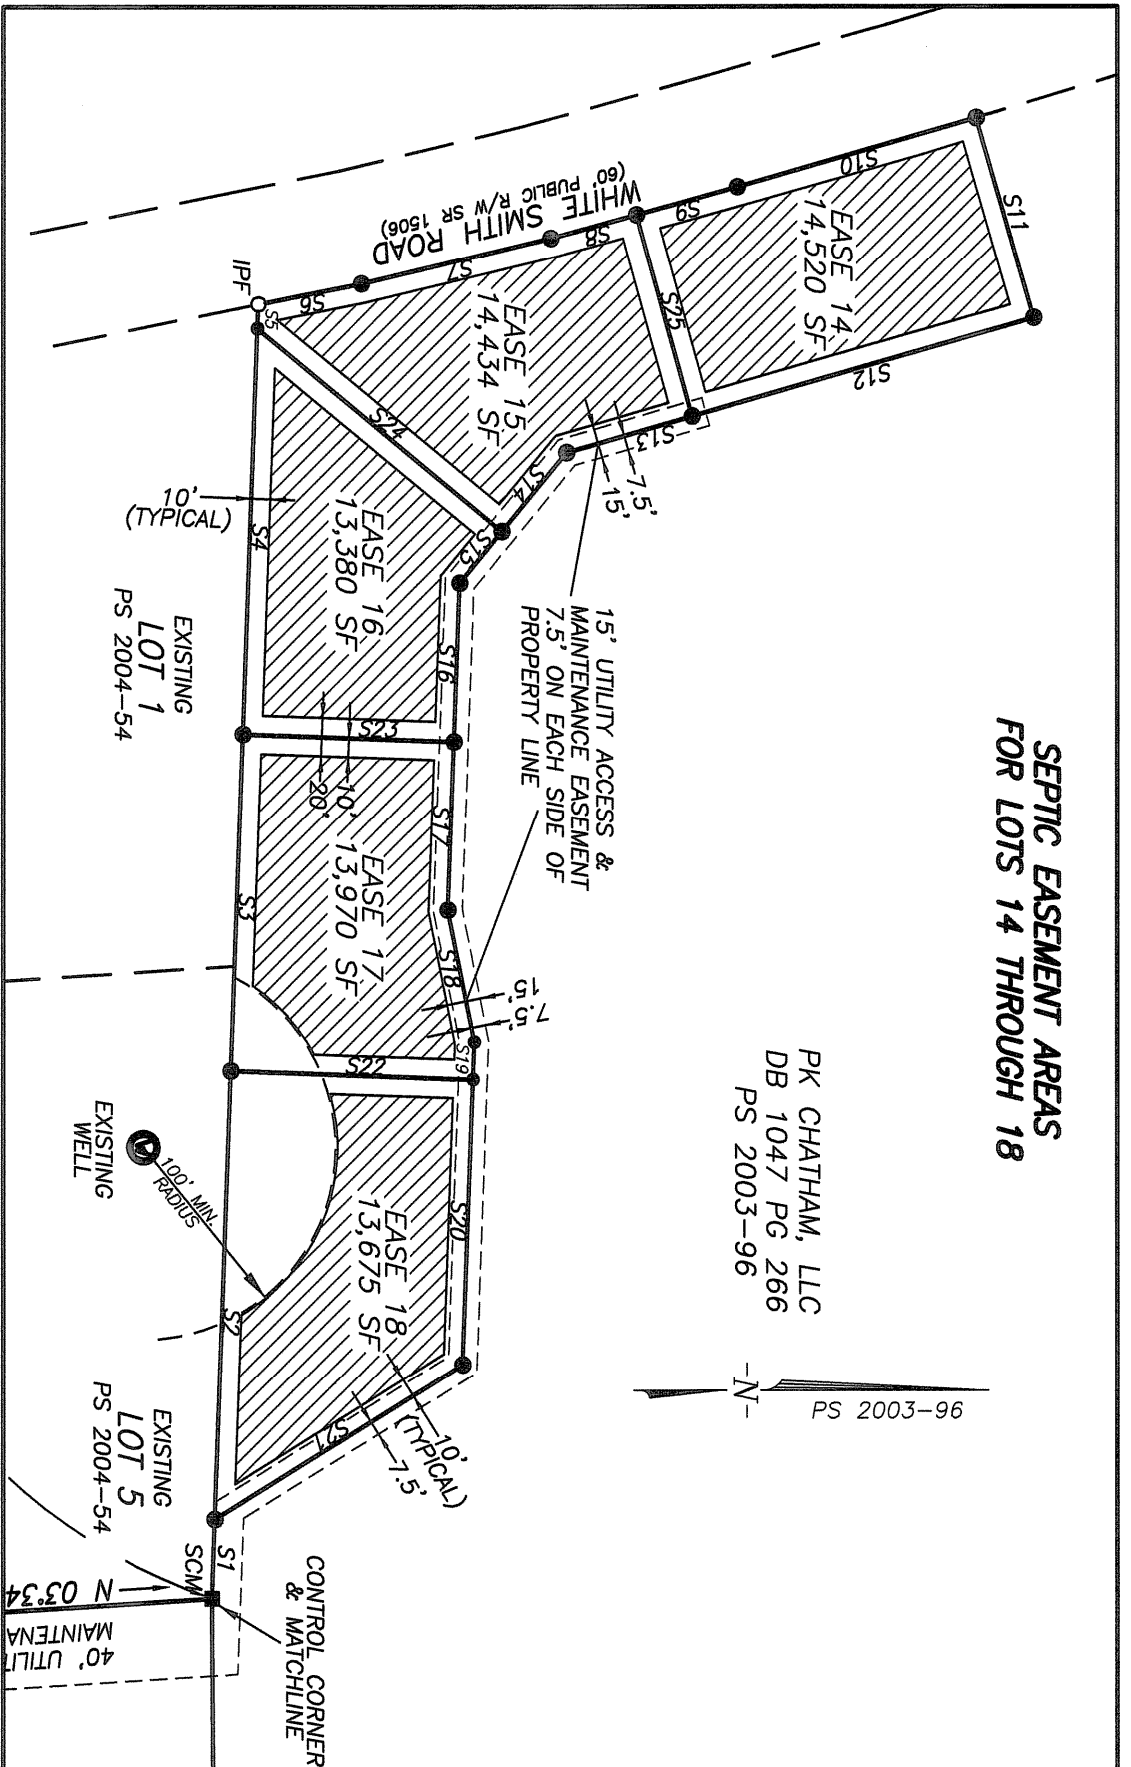 SEPTIC EASEMENT AREAS
FOR LOTS 14 THROUGH 18
PK CHATHAM, LLC
DB 1047 PG 266
PS 2003-96
-N-
PS 2003-96
WHITE SMITH ROAD
(60' PUBLIC R/W SR 1506)
S10
S11
S12
S9
S25
EASE 14
14,520 SF
S8
S7
S6
S5
IPF
EASE 15
14,434 SF
S13
7.5'
15'
S14
S24
15' UTILITY ACCESS &
MAINTENANCE EASEMENT
7.5' ON EACH SIDE OF
PROPERTY LINE
S15
S16
EASE 16
13,380 SF
10'
(TYPICAL)
S4
S23
10'
20'
EXISTING
LOT 1
PS 2004-54
S17
EASE 17
13,970 SF
S3
S18
15'
7.5'
S19
S22
EXISTING
WELL
100' MIN.
RADIUS
S20
EASE 18
13,675 SF
S2
S21
10'
(TYPICAL)
7.5'
EXISTING
LOT 5
PS 2004-54
S1
SCM
CONTROL CORNER
& MATCHLINE
N 03°34
40' UTILIT
MAINTENA